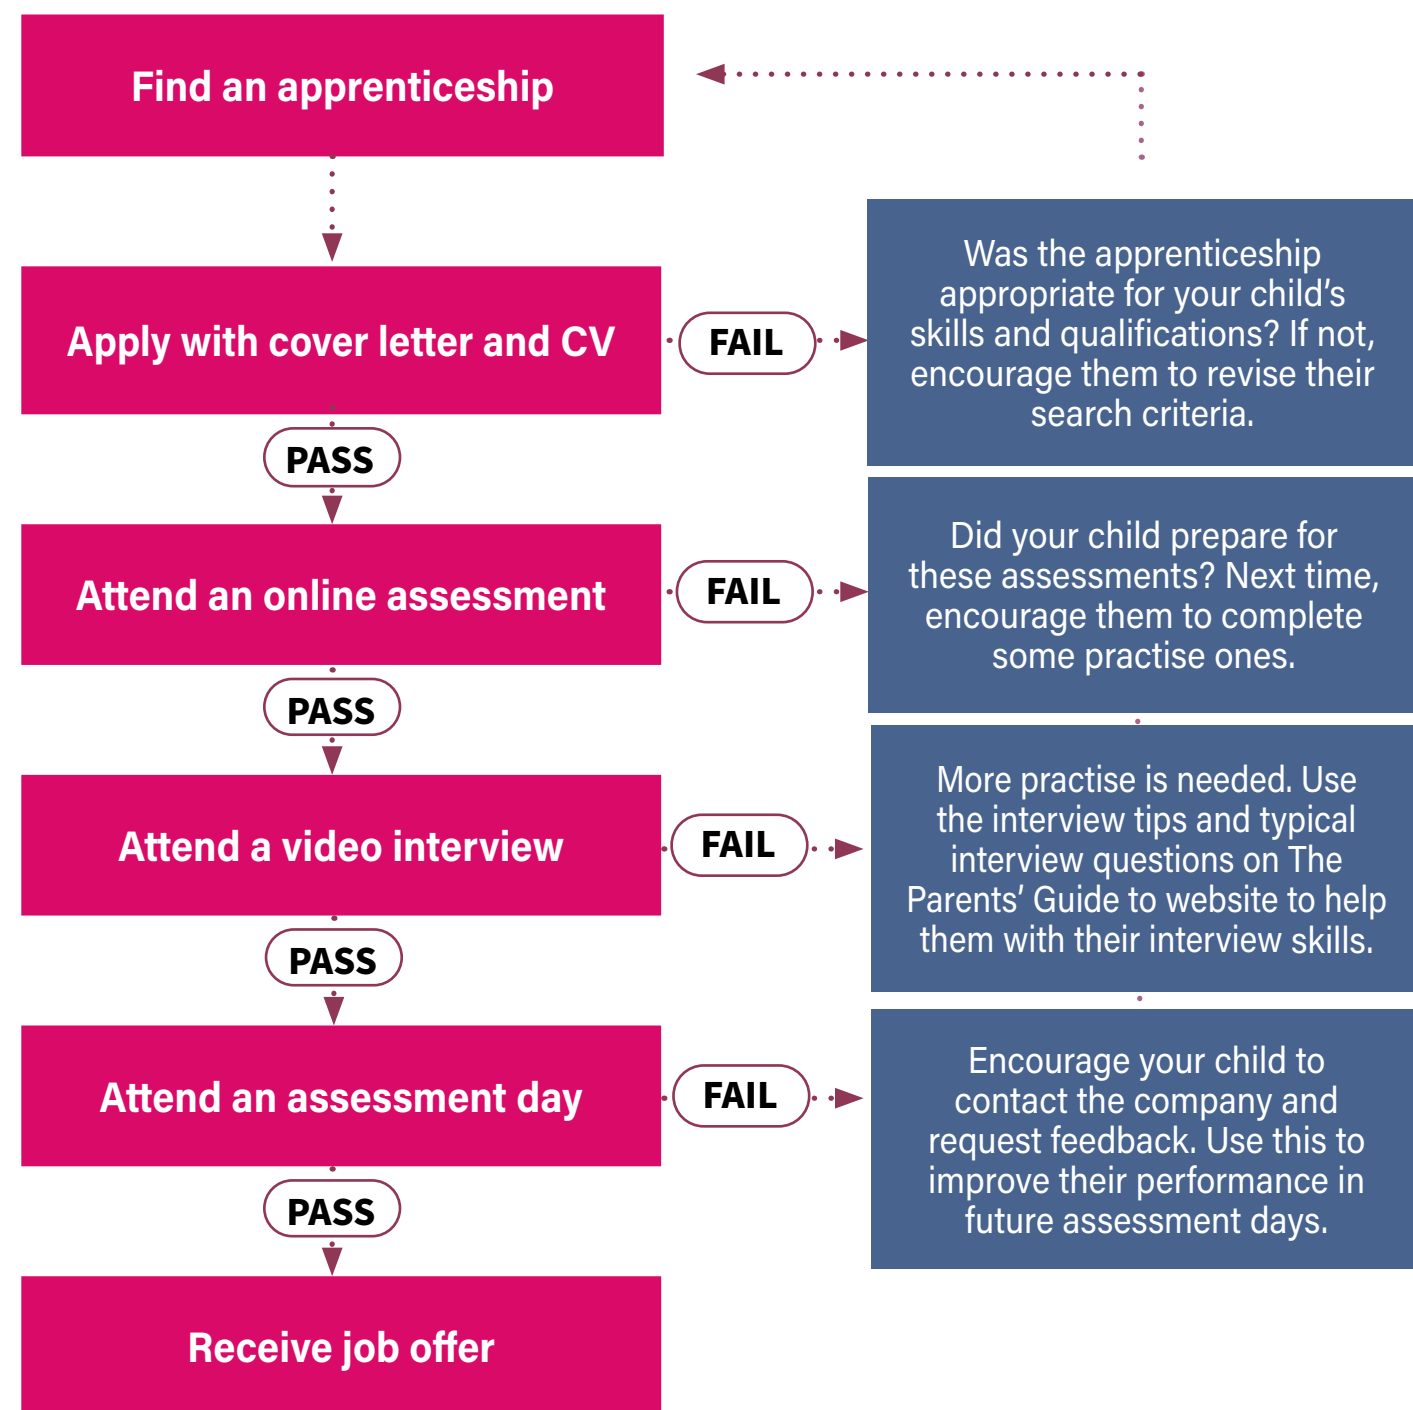 Find an apprenticeship
Apply with cover letter and CV
FAIL
Was the apprenticeship
appropriate for your child's
skills and qualifications? If not,
encourage them to revise their
search criteria.
PASS
Attend an online assessment
FAIL
Did your child prepare for
these assessments? Next time,
encourage them to complete
some practise ones.
PASS
Attend a video interview
FAIL
More practise is needed. Use
the interview tips and typical
interview questions on The
Parents' Guide to website to help
them with their interview skills.
PASS
Attend an assessment day
FAIL
Encourage your child to
contact the company and
request feedback. Use this to
improve their performance in
future assessment days.
PASS
Receive job offer